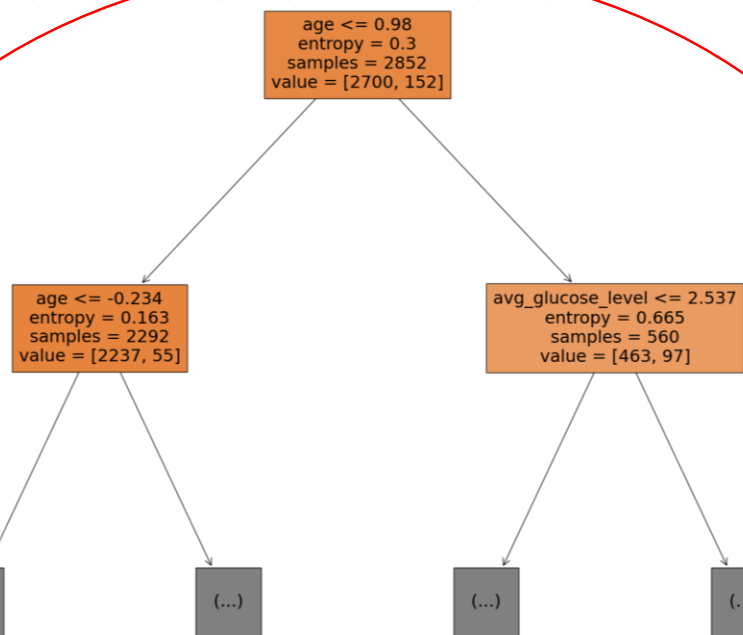 age <= 0.98
entropy = 0.3
samples = 2852
value = [2700, 152]
age <= -0.234
entropy = 0.163
samples = 2292
value = [2237, 55]
avg_glucose_level <= 2.537
entropy = 0.665
samples = 560
value = [463, 97]
(...)
(...)
(..